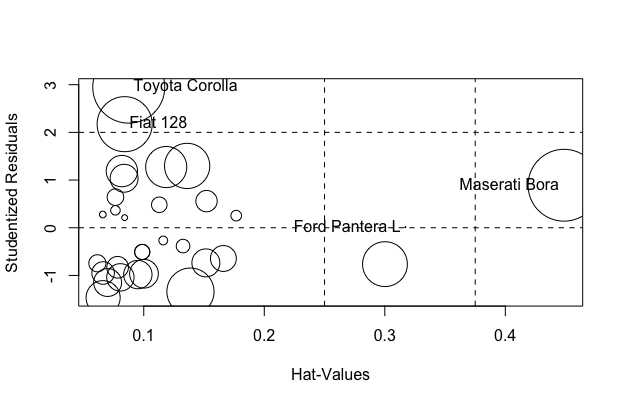 Toyota Corolla
Fiat 128
Maserati Bora
Ford Pantera L
3
2
1
0
-1
0.1
0.2
0.3
0.4
Studentized Residuals
Hat-Values